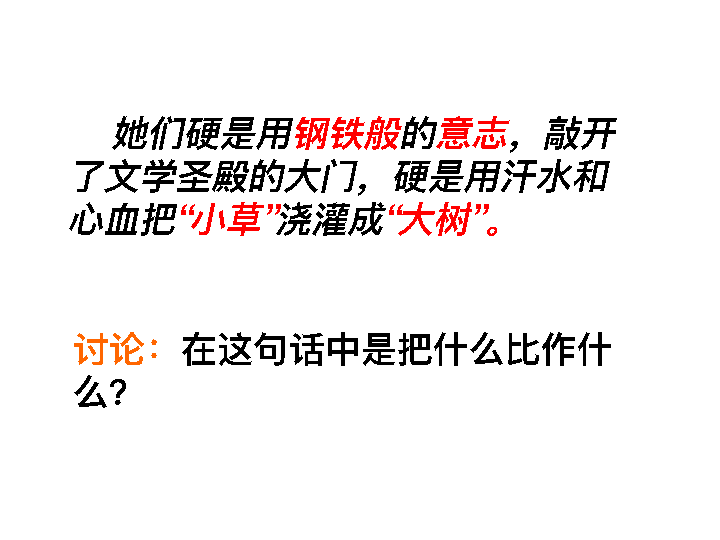 她们硬是用钢铁般的意志，敲开
了文学圣殿的大门，硬是用汗水和
心血把“小草”浇灌成“大树”。
讨论：在这句话中是把什么比作什
么?